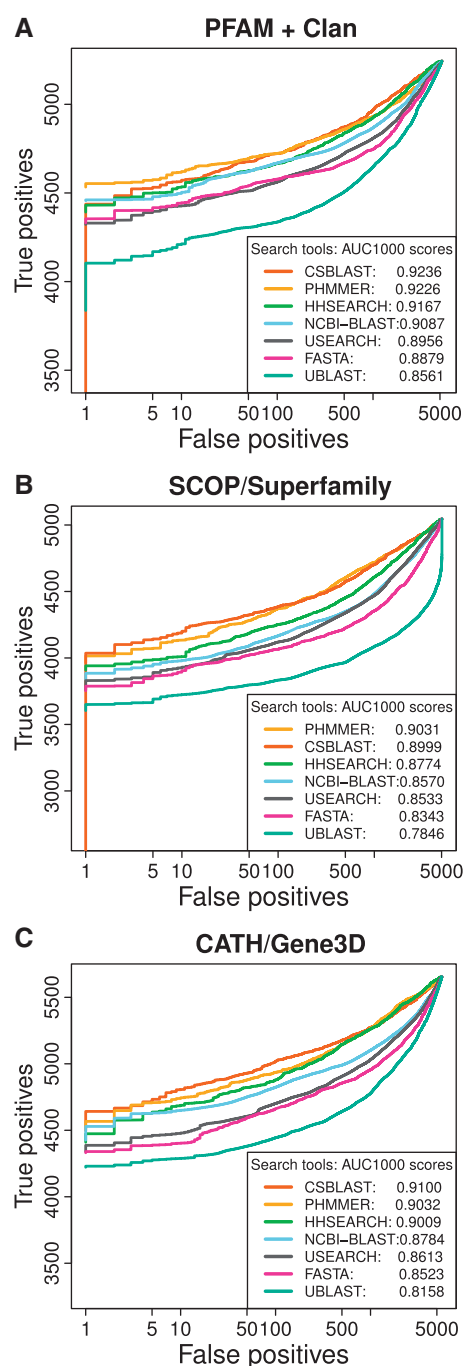 A
PFAM + Clan
True positives
5000
4500
4000
3500
Search tools: AUC1000 scores
CSBLAST: 0.9236
PHMMER: 0.9226
HHSEARCH: 0.9167
NCBI-BLAST:0.9087
USEARCH: 0.8956
FASTA: 0.8879
UBLAST: 0.8561
1 5 10 50 100 500 5000
False positives
B
SCOP/Superfamily
True positives
5000
4500
4000
3500
3000
Search tools: AUC1000 scores
PHMMER: 0.9031
CSBLAST: 0.8999
HHSEARCH: 0.8774
NCBI-BLAST:0.8570
USEARCH: 0.8533
FASTA: 0.8343
UBLAST: 0.7846
1 5 10 50 100 500 5000
False positives
C
CATH/Gene3D
True positives
5500
5000
4500
4000
3500
Search tools: AUC1000 scores
CSBLAST: 0.9100
PHMMER: 0.9032
HHSEARCH: 0.9009
NCBI-BLAST: 0.8784
USEARCH: 0.8613
FASTA: 0.8523
UBLAST: 0.8158
1 5 10 50 100 500 5000
False positives